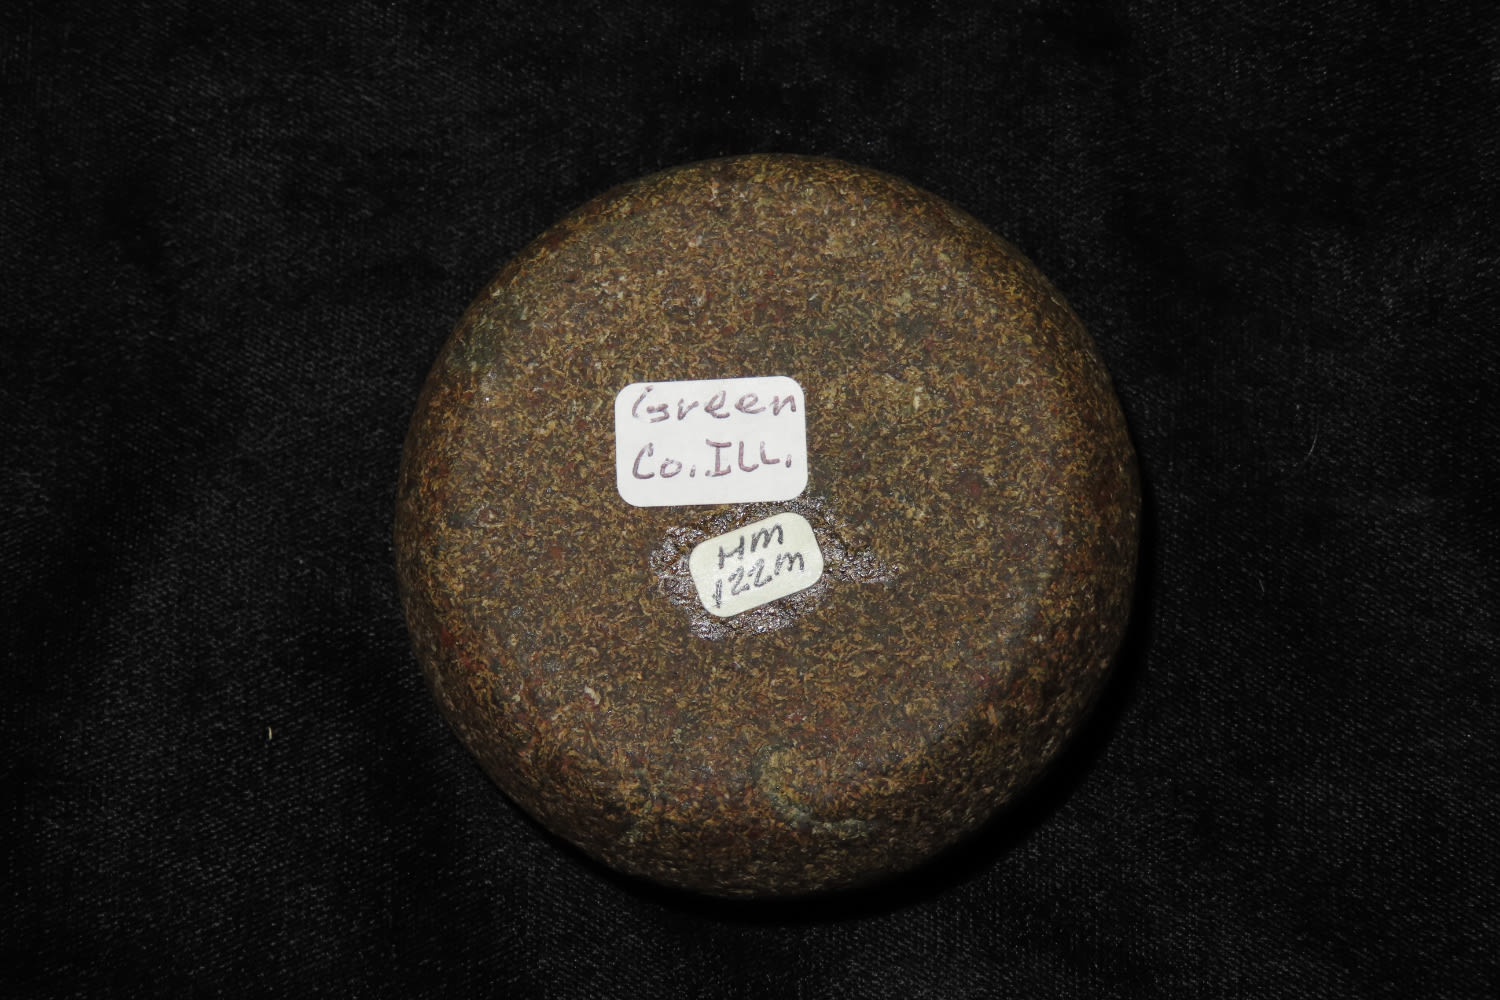 Green
Co. ILL.
HM
122m